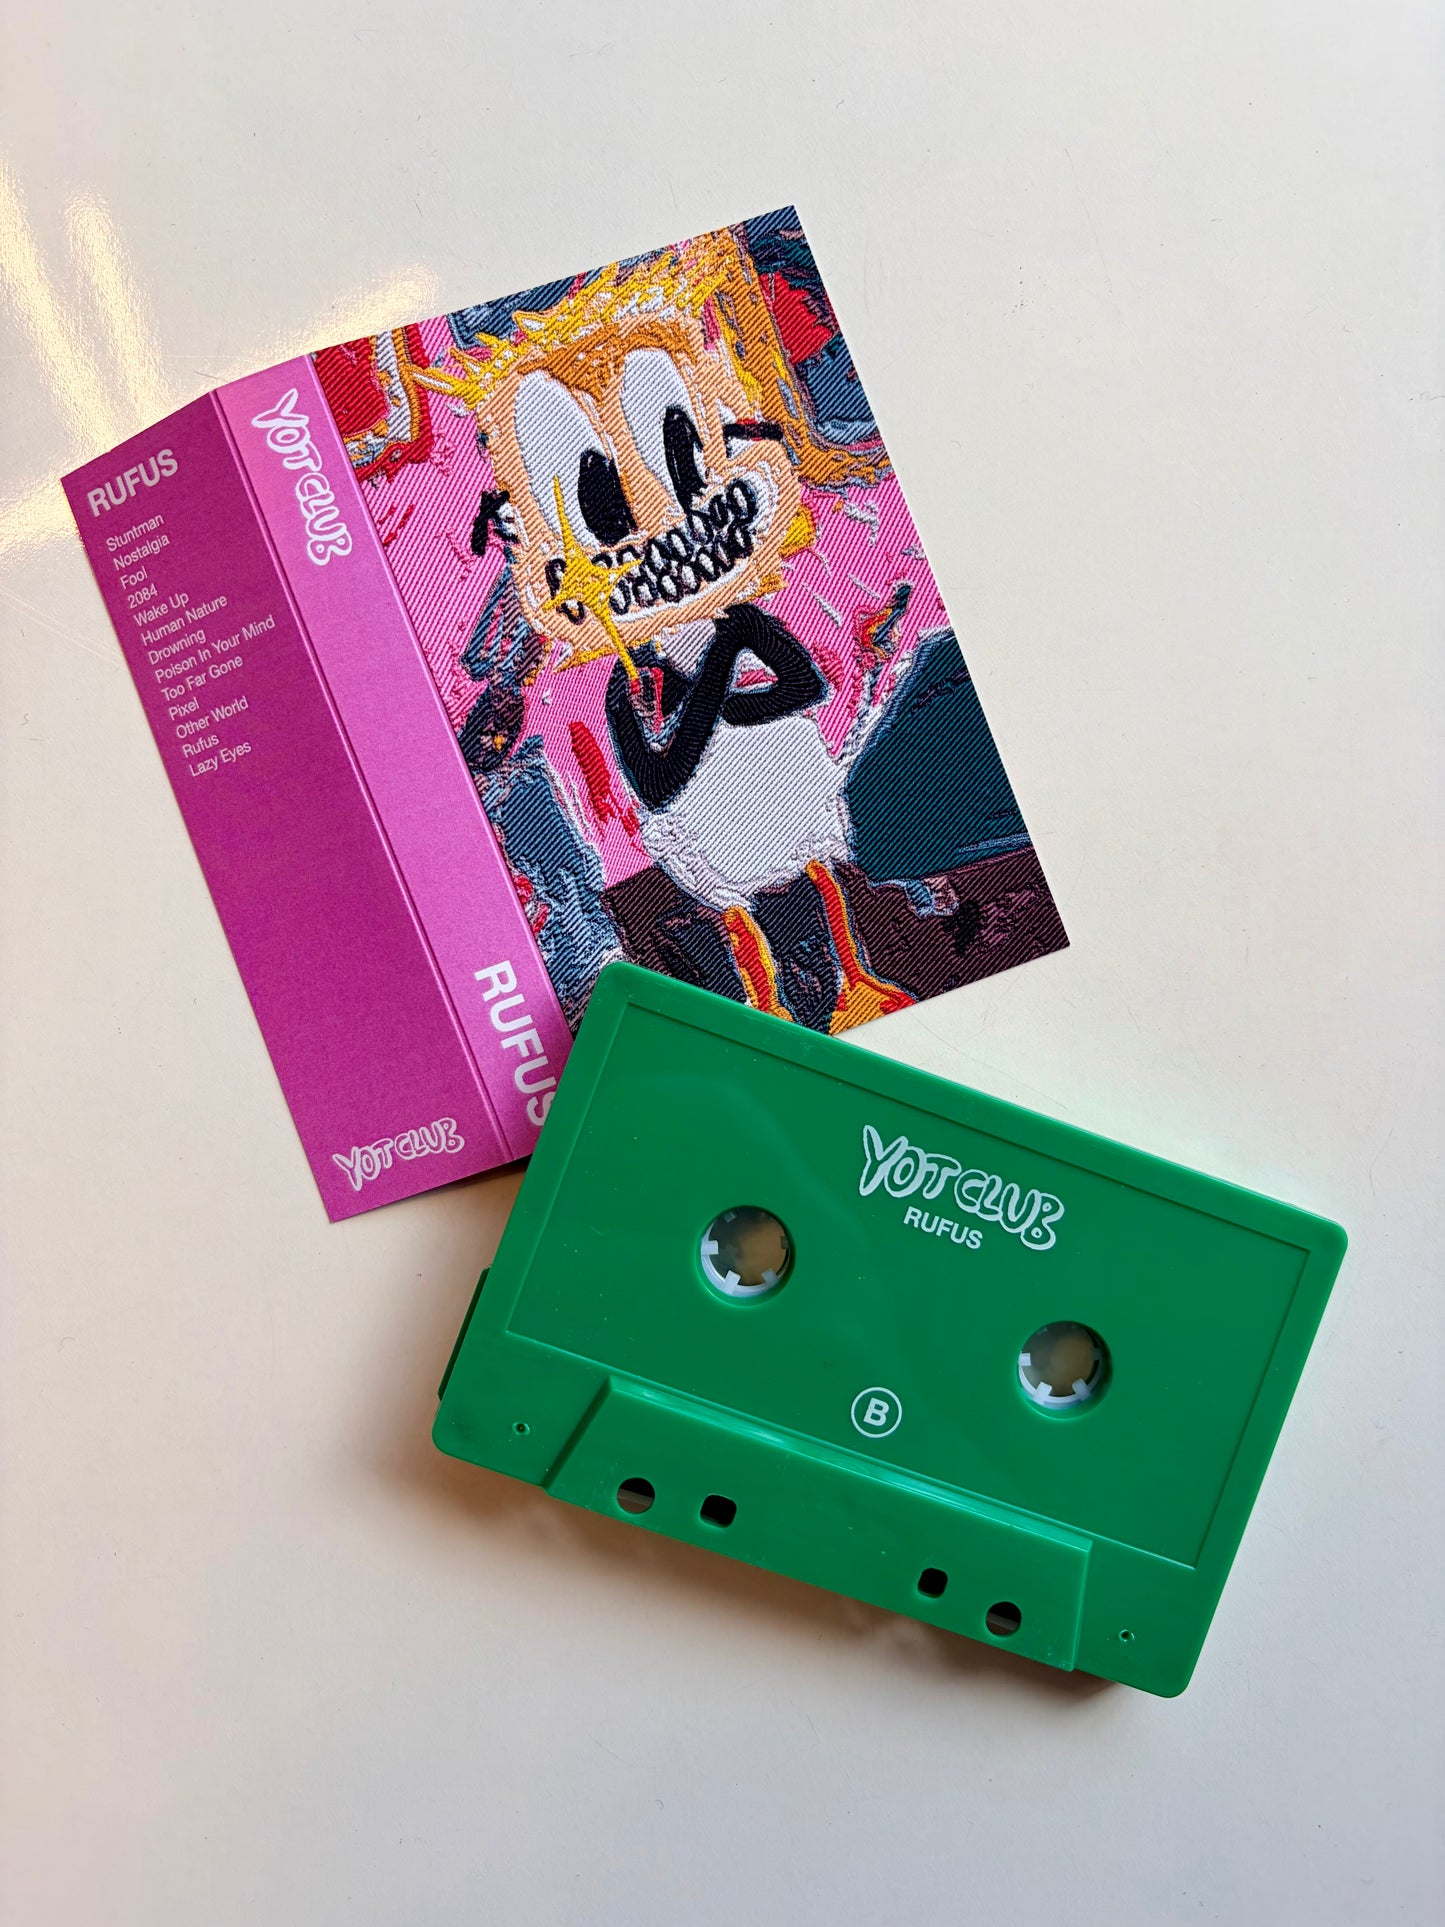 RUFUS
Stuntman
Nostalgia
Fool
2084
Wake Up
Human Nature
Drowning
Poison In Your Mind
Too Far Gone
Pixel
Other World
Rufus
Lazy Eyes
YOT CLUB
YOT CLUB
RUFUS
YOT CLUB
RUFUS
B